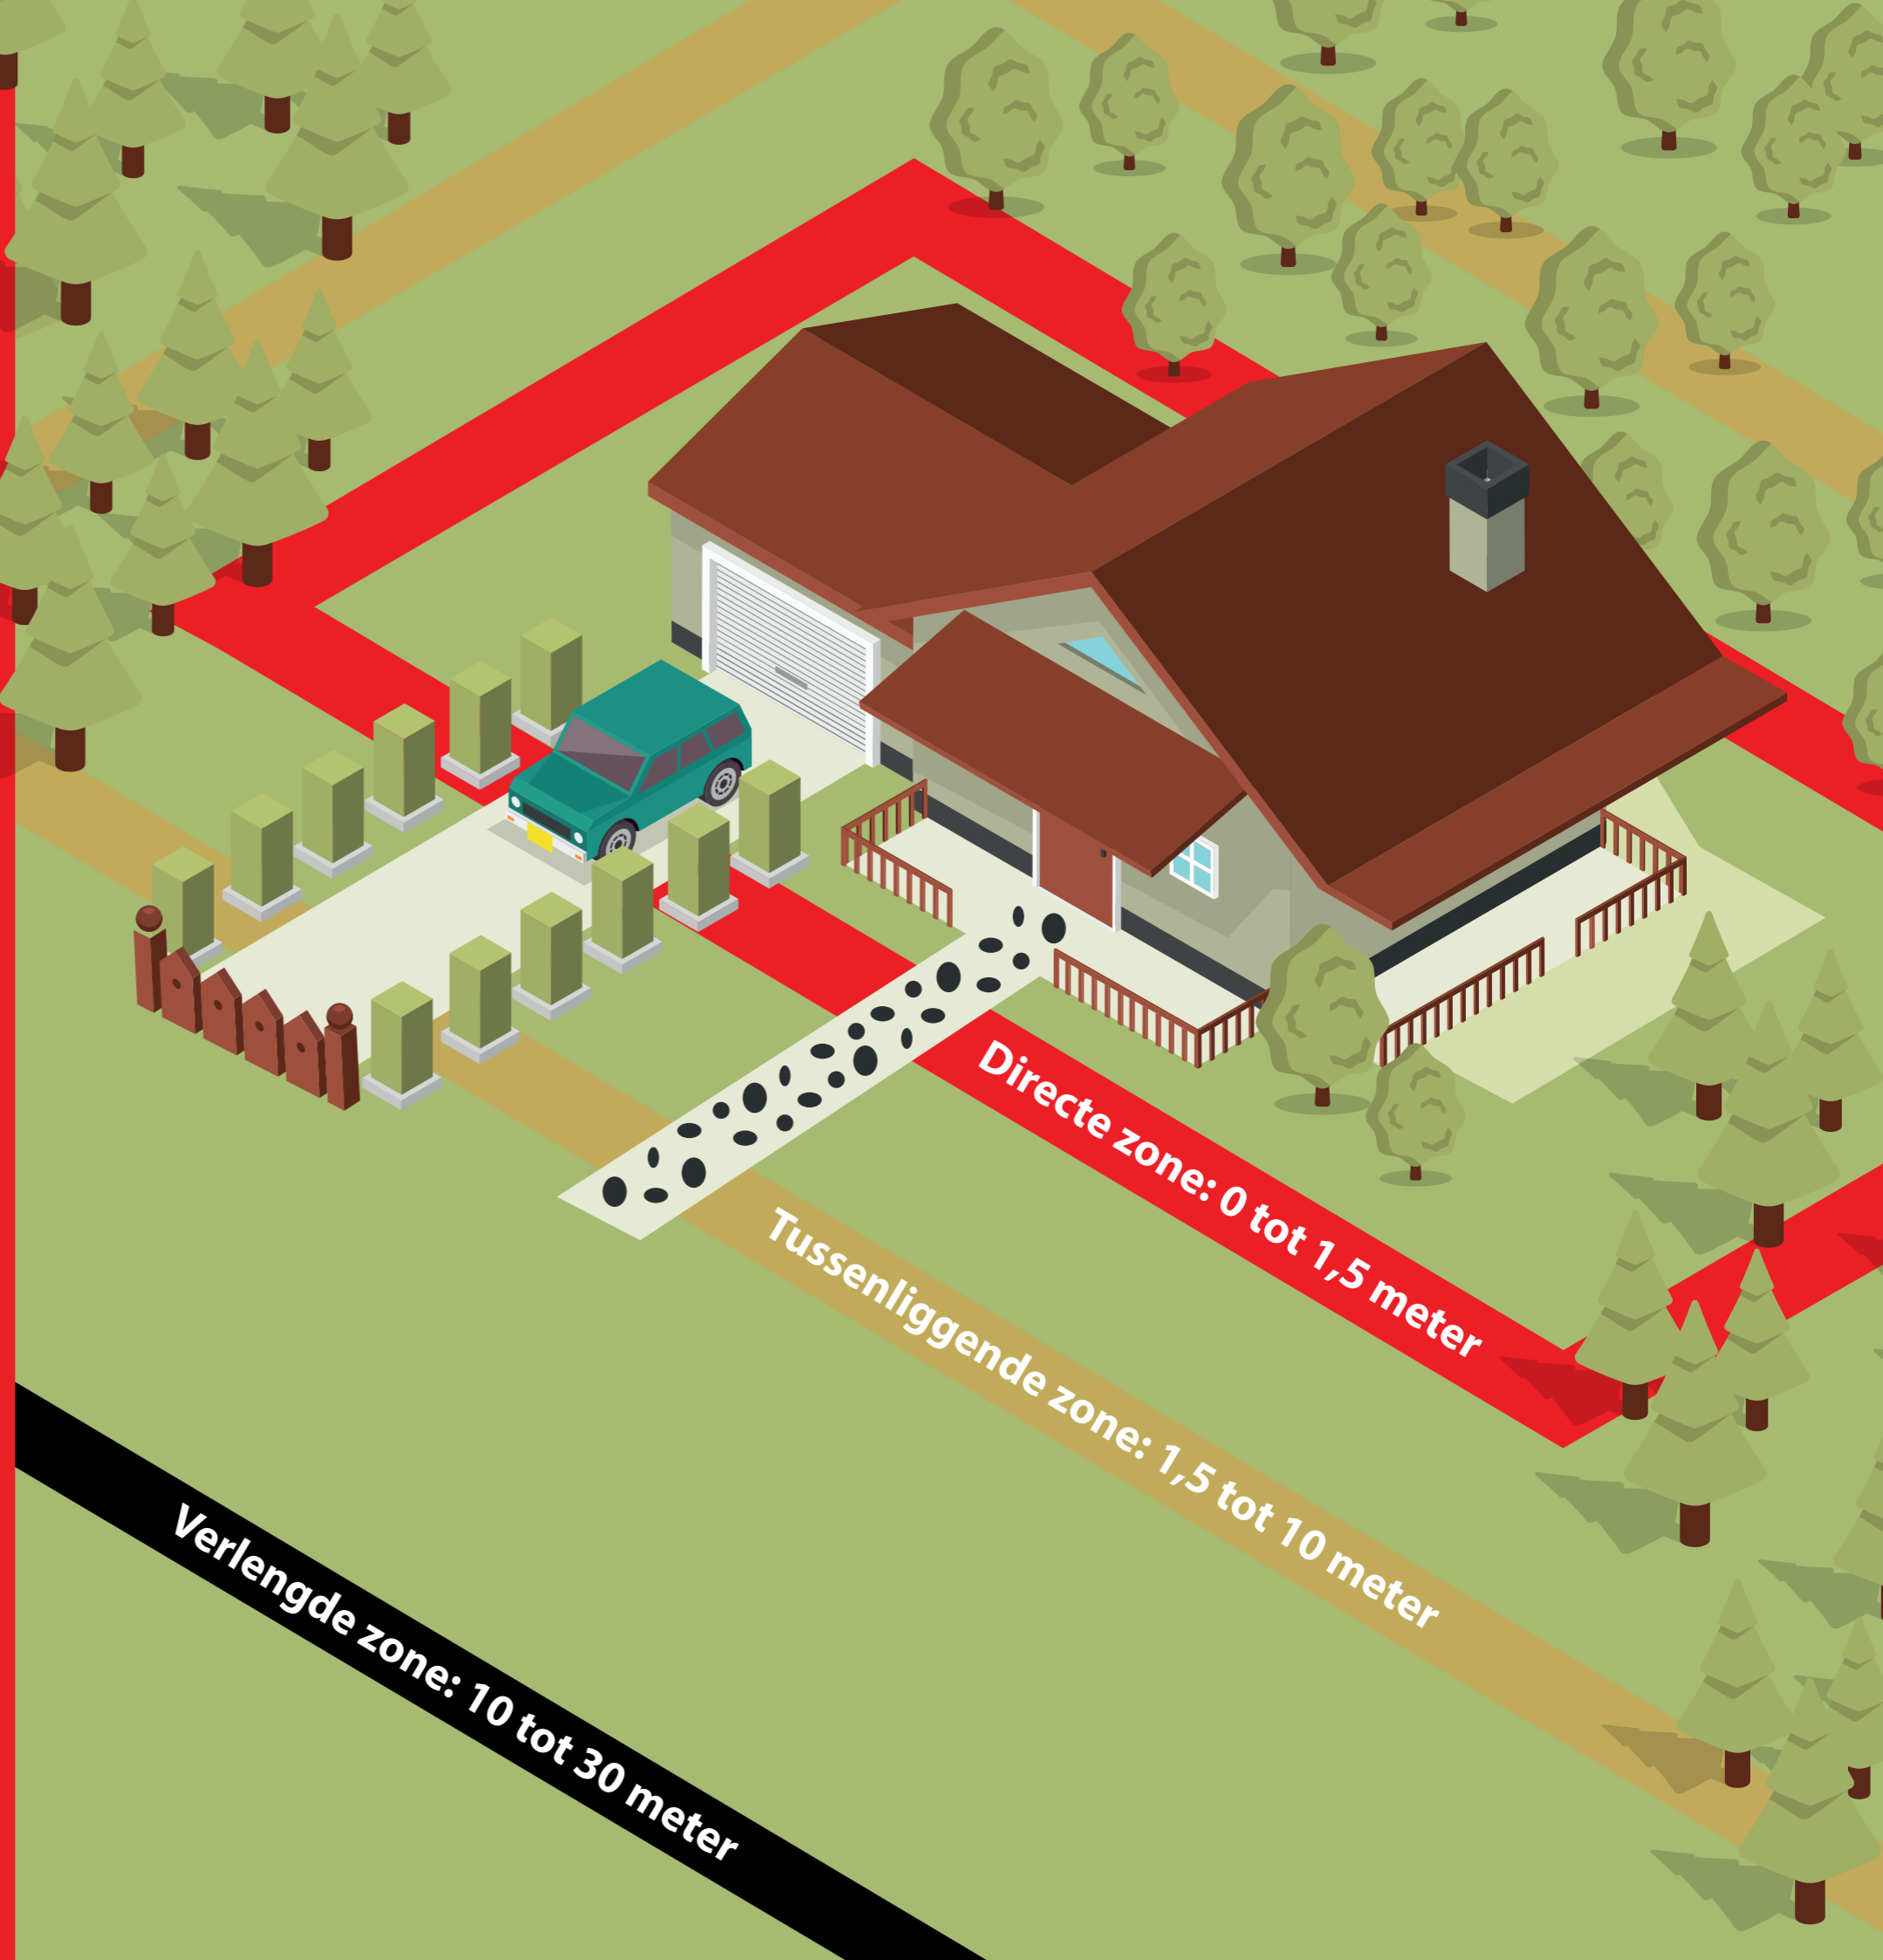 Directe zone: 0 tot 1,5 meter
Tussenliggende zone: 1,5 tot 10 meter
Verlengde zone: 10 tot 30 meter